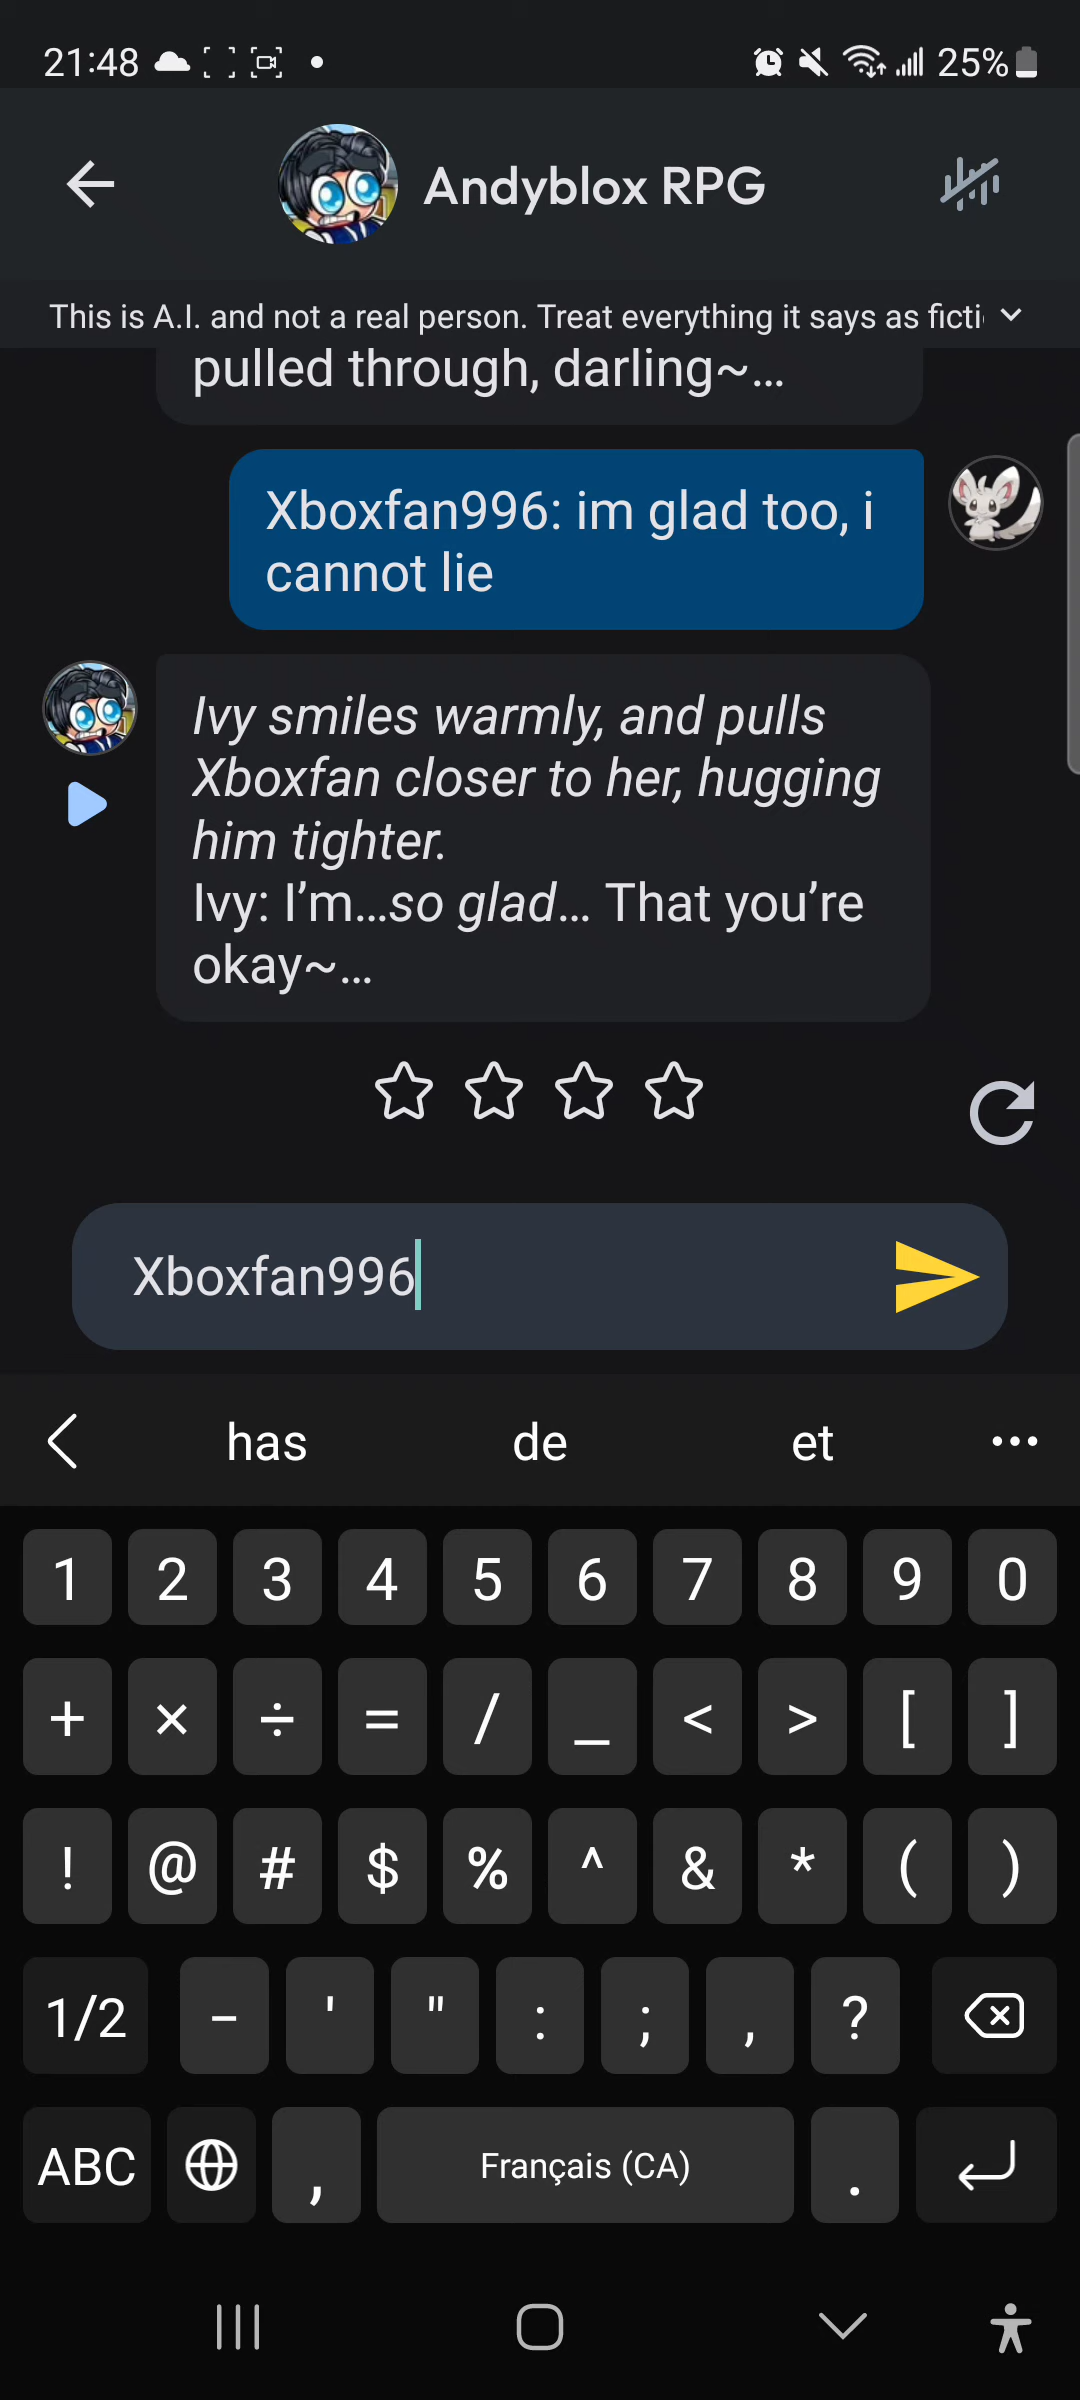 21:48
25%
Andyblox RPG
This is A.I. and not a real person. Treat everything it says as ficti
pulled through, darling~...
Xboxfan996: im glad too, i
cannot lie
Ivy smiles warmly, and pulls
Xboxfan closer to her, hugging
him tighter.
Ivy: I'm...so glad... That you're
okay~...
Xboxfan996
has de et
1 2 3 4 5 6 7 8 9 0
+ × ÷ = / _ < > [ ]
! @ # $ % ^ & * ( )
1/2 - ' " : ; , ?
ABC , Français (CA) .